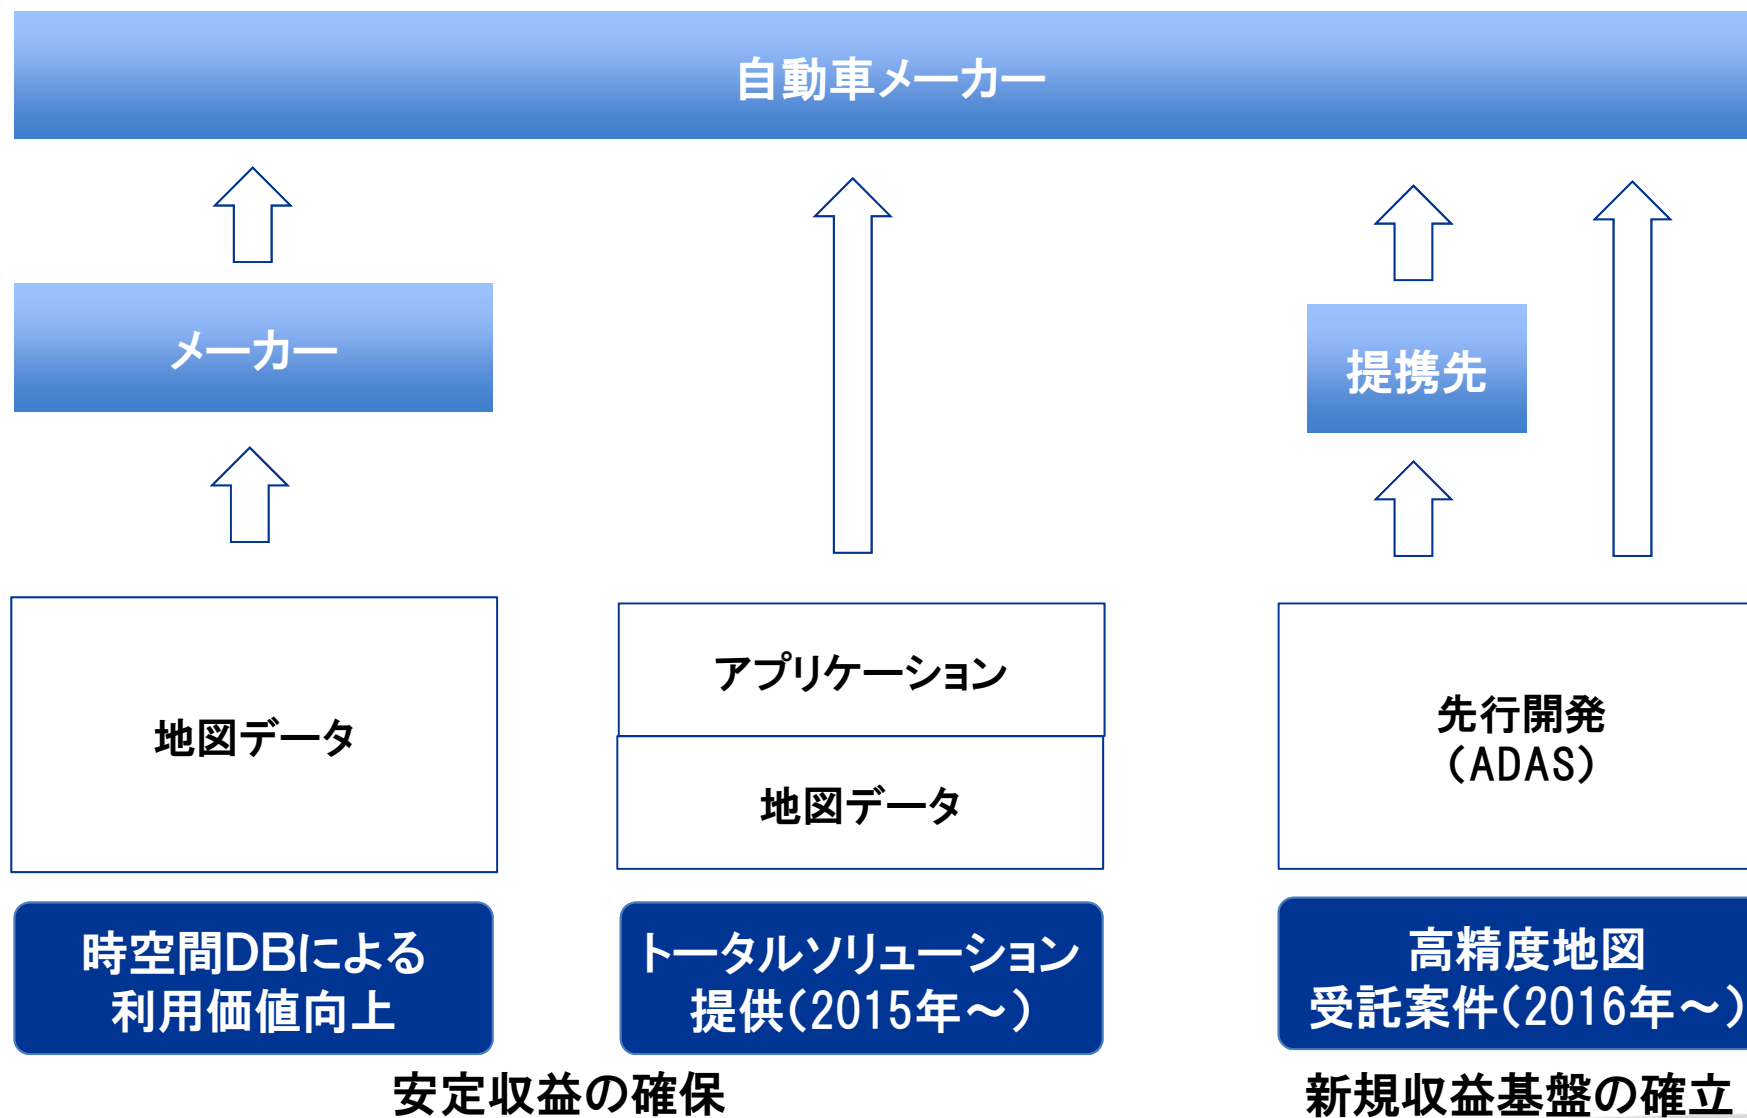 自動車メーカー
メーカー
提携先
地図データ
アプリケーション
地図データ
先行開発
(ADAS)
時空間DBによる
利用価値向上
トータルソリューション
提供(2015年～)
高精度地図
受託案件(2016年～)
安定収益の確保
新規収益基盤の確立